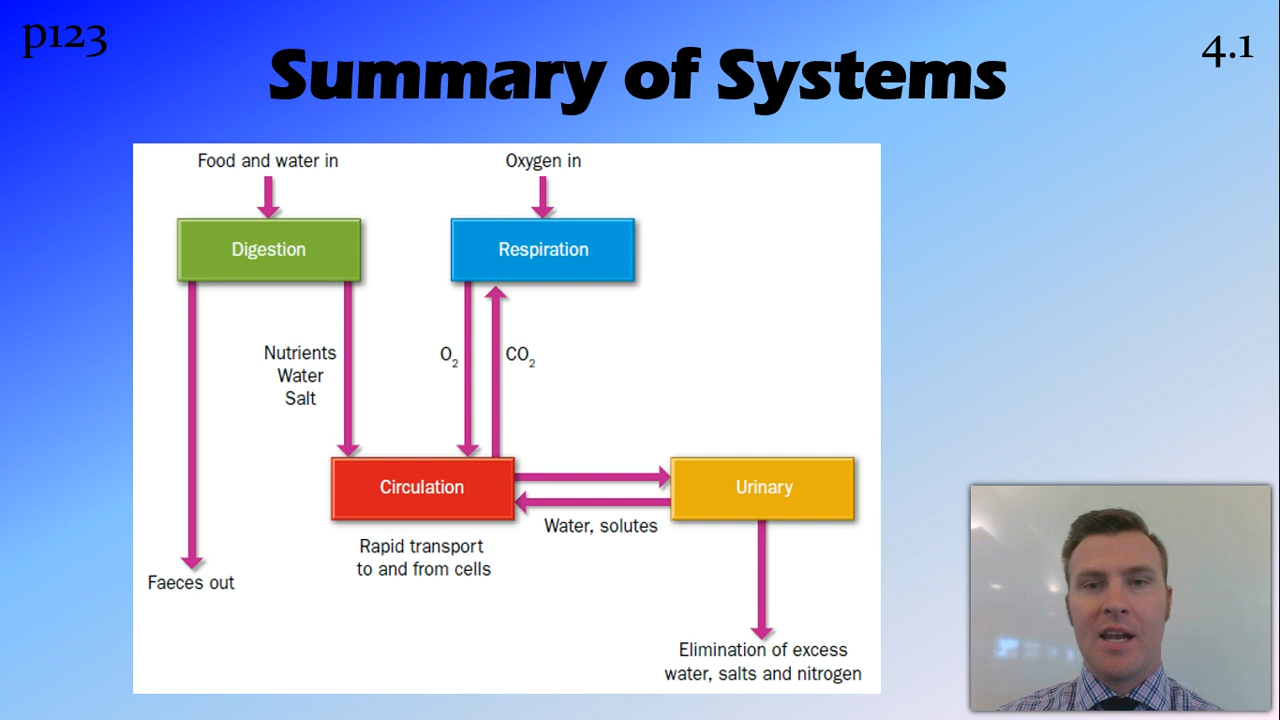 p123
4.1
Summary of Systems
Food and water in
Oxygen in
Digestion
Respiration
Nutrients
Water
Salt
O2
CO2
Circulation
Urinary
Water, solutes
Rapid transport
to and from cells
Faeces out
Elimination of excess
water, salts and nitrogen